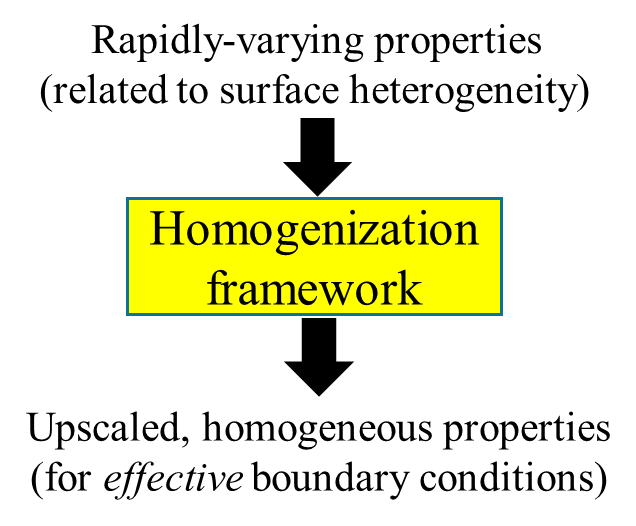 Rapidly-varying properties
(related to surface heterogeneity)
Homogenization
framework
Upscaled, homogeneous properties
(for effective boundary conditions)